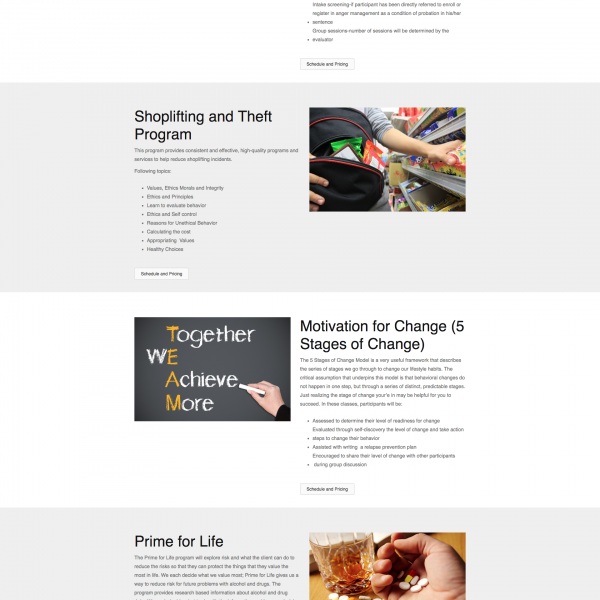 Intake screening-if participant has been directly referred to enroll or
register in anger management as a condition of probation in his/her
sentence
Group sessions-number of sessions will be determined by the
evaluator
Schedule and Pricing
Shoplifting and Theft
Program
This program provides consistent and effective, high-quality programs and
services to help reduce shoplifting incidents.
Following topics:
Values, Ethics Morals and Integrity
Ethics and Principles
Learn to evaluate behavior
Ethics and Self control
Reasons for Unethical Behavior
Calculating the cost
Appropriating Values
Healthy Choices
Schedule and Pricing
Together
WE
Achieve
More
Motivation for Change (5
Stages of Change)
The 5 Stages of Change Model is a very useful framework that describes
the series of stages we go through to change our lifestyle habits. The
critical assumption that underpins this model is that behavioral changes do
not happen in one step, but through a series of distinct, predictable stages.
Just realizing the stage of change your's in may be helpful for you to
succeed. In these classes, participants will be:
Assessed to determine their level of readiness for change
Evaluated through self-discovery the level of change and take action
steps to change their behavior
Assisted with writing a relapse prevention plan
Encouraged to share their level of change with other participants
during group discussion
Schedule and Pricing
Prime for Life
The Prime for Life program will explore risk and what the client can do to
reduce the risks so that they can protect the things that they value the
most in life. We each decide what we value most; Prime for Life gives us a
way to reduce risk for future problems with alcohol and drugs. The
program provides research based information about alcohol and drug